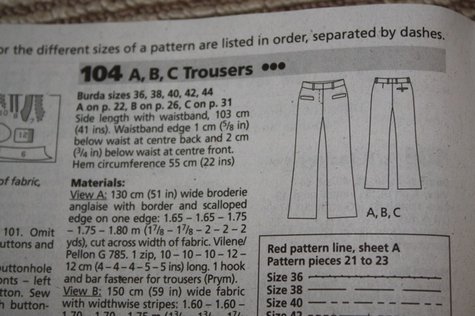 or the different sizes of a pattern are listed in order, separated by dashes.
104 A, B, C Trousers ●●●
Burda sizes 36, 38, 40, 42, 44
A on p. 22, B on p. 26, C on p. 31
Side length with waistband, 103 cm
(41 ins). Waistband edge 1 cm (⅜ in)
below waist at centre back and 2 cm
(¾ in) below waist at centre front.
Hem circumference 55 cm (22 ins)
Materials:
View A: 130 cm (51 in) wide broderie
anglaise with border and scalloped
edge on one edge: 1.65 - 1.65 - 1.75
- 1.75 - 1.80 m (1⅞ - 1⅞ - 2 - 2 - 2
yds), cut across width of fabric. Vilene/
Pellon G 785. 1 zip, 10 - 10 - 10 - 12 -
12 cm (4 - 4 - 4 - 5 - 5 ins) long. 1 hook
and bar fastener for trousers (Prym).
View B: 150 cm (59 in) wide fabric
with widthwise stripes: 1.60 - 1.60 -
12
6
of fabric,
101. Omit
uttons and
buttonhole
onts - left
tton. Sew
h button-
A, B, C
Red pattern line, sheet A
Pattern pieces 21 to 23
Size 36
Size 38
Size 40
Size 42